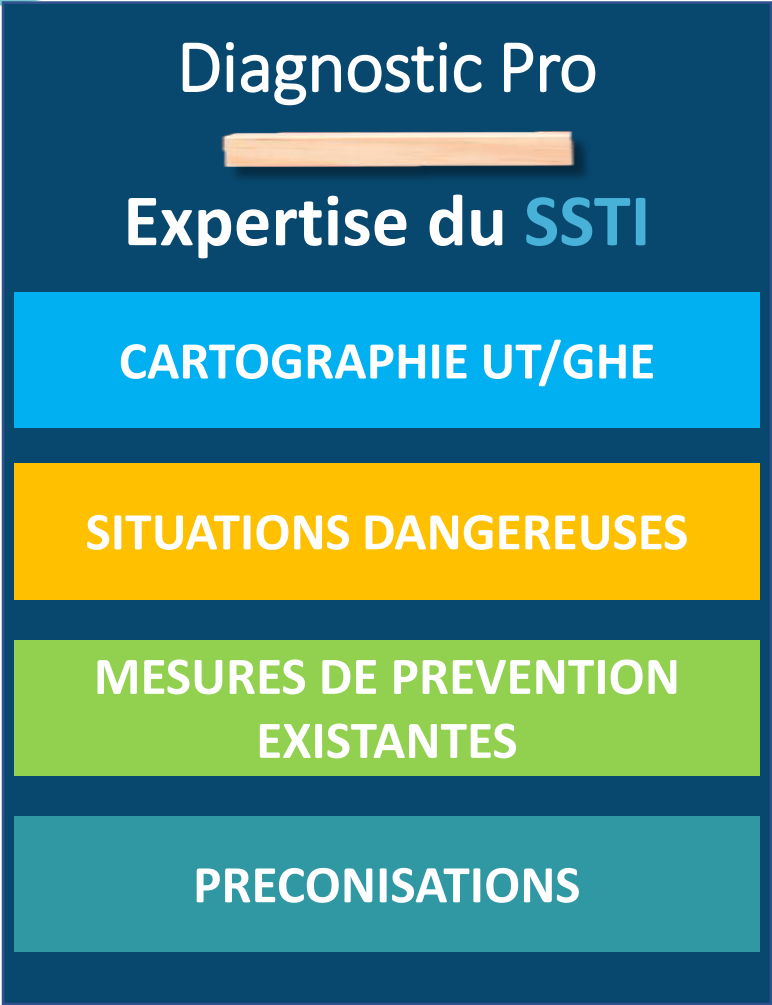 Diagnostic Pro
Expertise du SSTI
CARTOGRAPHIE UT/GHE
SITUATIONS DANGEREUSES
MESURES DE PREVENTION
EXISTANTES
PRECONISATIONS